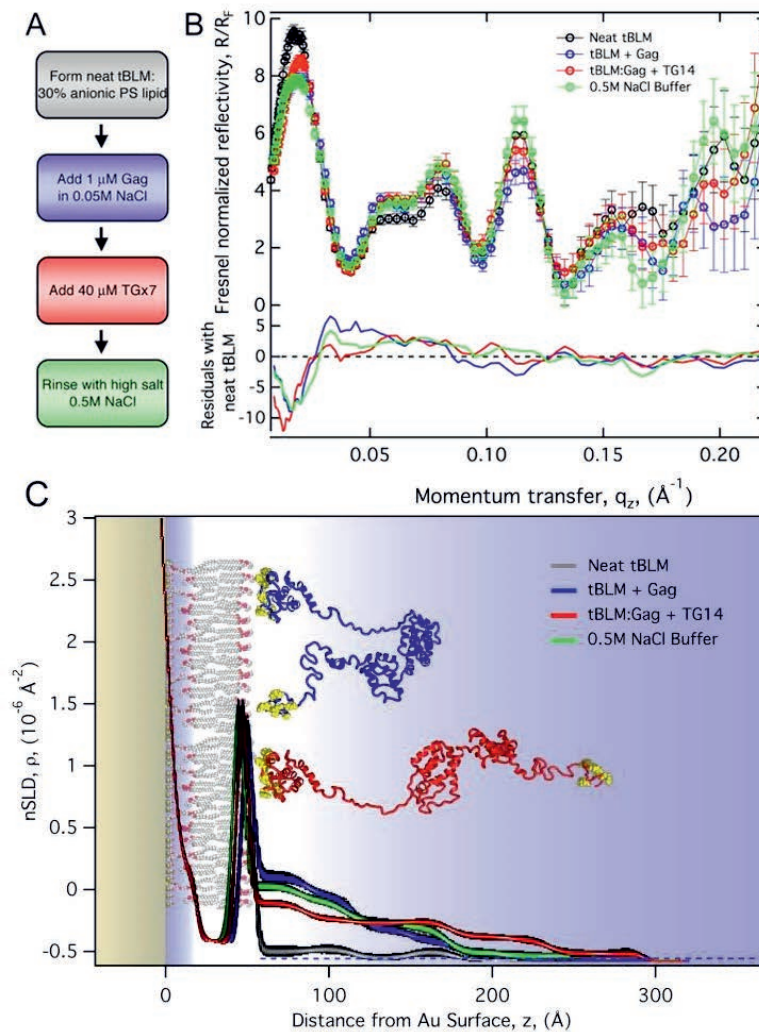 A
Form neat tBLM:
30% anionic PS lipid
Add 1 μM Gag
in 0.05M NaCl
Add 40 μM TGx7
Rinse with high salt
0.5M NaCl
B
Fresnel normalized reflectivity, R/R_F
10
8
6
4
2
0
Neat tBLM
tBLM + Gag
tBLM:Gag + TG14
0.5M NaCl Buffer
Residuals with
neat tBLM
5
0
-5
-10
0.05
0.10
0.15
0.20
Momentum transfer, q_z, (Å⁻¹)
C
nSLD, ρ, (10⁻⁶ Å⁻²)
3
2.5
2
1.5
1
0.5
0
-0.5
Neat tBLM
tBLM + Gag
tBLM:Gag + TG14
0.5M NaCl Buffer
0
100
200
300
Distance from Au Surface, z, (Å)